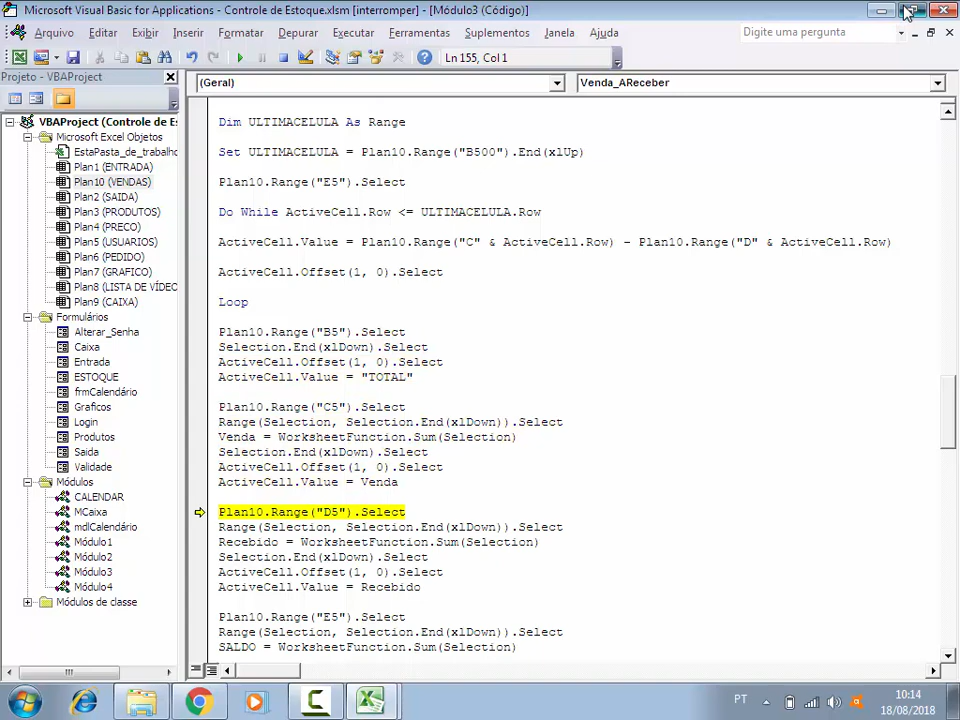 Microsoft Visual Basic for Applications - Controle de Estoque.xlsm [interromper] - [Módulo3 (Código)]
Arquivo Editar Exibir Inserir Formatar Depurar Executar Ferramentas Suplementos Janela Ajuda Digite uma pergunta
Ln 155, Col 1
Projeto - VBAProject
(Geral) Venda_AReceber
VBAProject (Controle de Es
Microsoft Excel Objetos
EstaPasta_de_trabalho
Plan1 (ENTRADA)
Plan10 (VENDAS)
Plan2 (SAIDA)
Plan3 (PRODUTOS)
Plan4 (PRECO)
Plan5 (USUARIOS)
Plan6 (PEDIDO)
Plan7 (GRAFICO)
Plan8 (LISTA DE VÍDEO
Plan9 (CAIXA)
Formulários
Alterar_Senha
Caixa
Entrada
ESTOQUE
frmCalendário
Graficos
Login
Produtos
Saida
Validade
Módulos
CALENDAR
MCaixa
mdlCalendário
Módulo1
Módulo2
Módulo3
Módulo4
Módulos de classe
Dim ULTIMACELULA As Range
Set ULTIMACELULA = Plan10.Range("B500").End(xlUp)
Plan10.Range("E5").Select
Do While ActiveCell.Row <= ULTIMACELULA.Row
ActiveCell.Value = Plan10.Range("C" & ActiveCell.Row) - Plan10.Range("D" & ActiveCell.Row)
ActiveCell.Offset(1, 0).Select
Loop
Plan10.Range("B5").Select
Selection.End(xlDown).Select
ActiveCell.Offset(1, 0).Select
ActiveCell.Value = "TOTAL"
Plan10.Range("C5").Select
Range(Selection, Selection.End(xlDown)).Select
Venda = WorksheetFunction.Sum(Selection)
Selection.End(xlDown).Select
ActiveCell.Offset(1, 0).Select
ActiveCell.Value = Venda
Plan10.Range("D5").Select
Range(Selection, Selection.End(xlDown)).Select
Recebido = WorksheetFunction.Sum(Selection)
Selection.End(xlDown).Select
ActiveCell.Offset(1, 0).Select
ActiveCell.Value = Recebido
Plan10.Range("E5").Select
Range(Selection, Selection.End(xlDown)).Select
SALDO = WorksheetFunction.Sum(Selection)
PT
10:14
18/08/2018